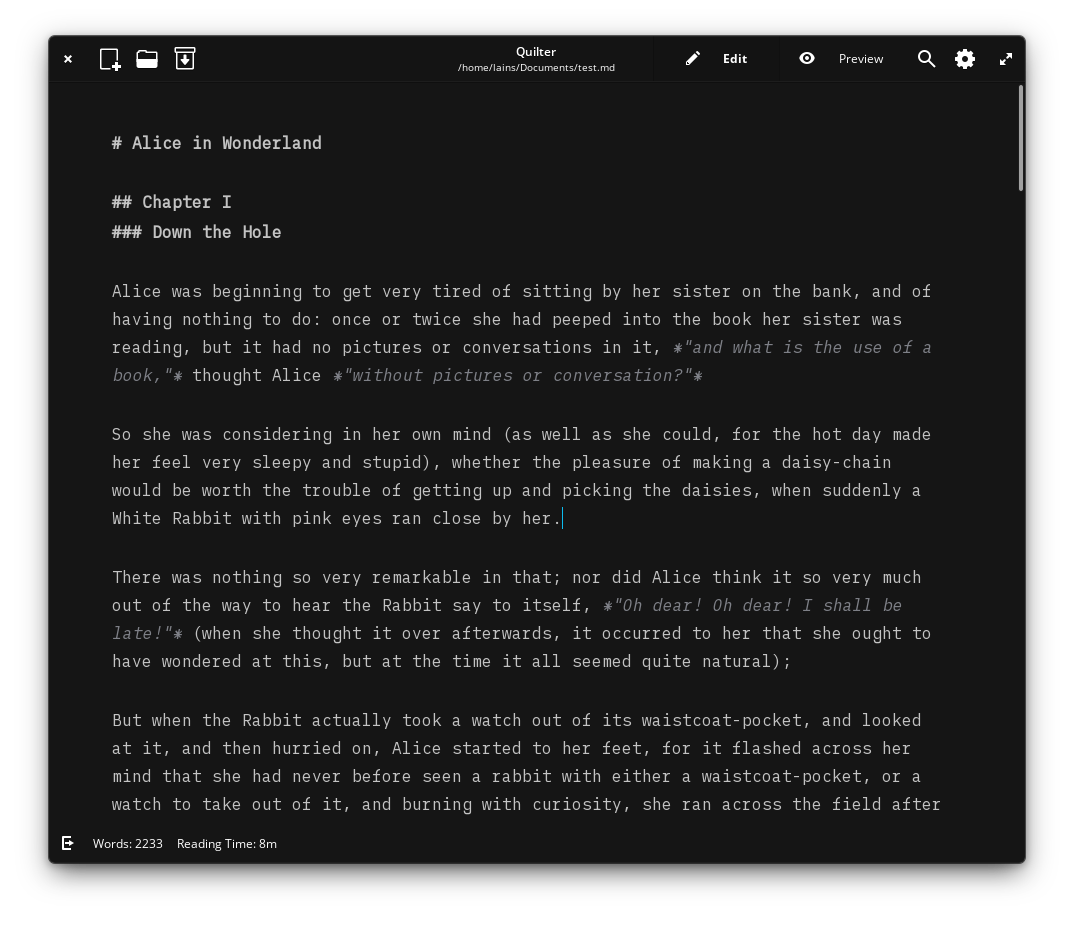 Quilter
/home/lains/Documents/test.md
Edit
Preview
# Alice in Wonderland
## Chapter I
### Down the Hole
Alice was beginning to get very tired of sitting by her sister on the bank, and of
having nothing to do: once or twice she had peeped into the book her sister was
reading, but it had no pictures or conversations in it, *"and what is the use of a
book,"* thought Alice *"without pictures or conversation?"*
So she was considering in her own mind (as well as she could, for the hot day made
her feel very sleepy and stupid), whether the pleasure of making a daisy-chain
would be worth the trouble of getting up and picking the daisies, when suddenly a
White Rabbit with pink eyes ran close by her.
There was nothing so very remarkable in that; nor did Alice think it so very much
out of the way to hear the Rabbit say to itself, *"Oh dear! Oh dear! I shall be
late!"* (when she thought it over afterwards, it occurred to her that she ought to
have wondered at this, but at the time it all seemed quite natural);
But when the Rabbit actually took a watch out of its waistcoat-pocket, and looked
at it, and then hurried on, Alice started to her feet, for it flashed across her
mind that she had never before seen a rabbit with either a waistcoat-pocket, or a
watch to take out of it, and burning with curiosity, she ran across the field after
Words: 2233 Reading Time: 8m